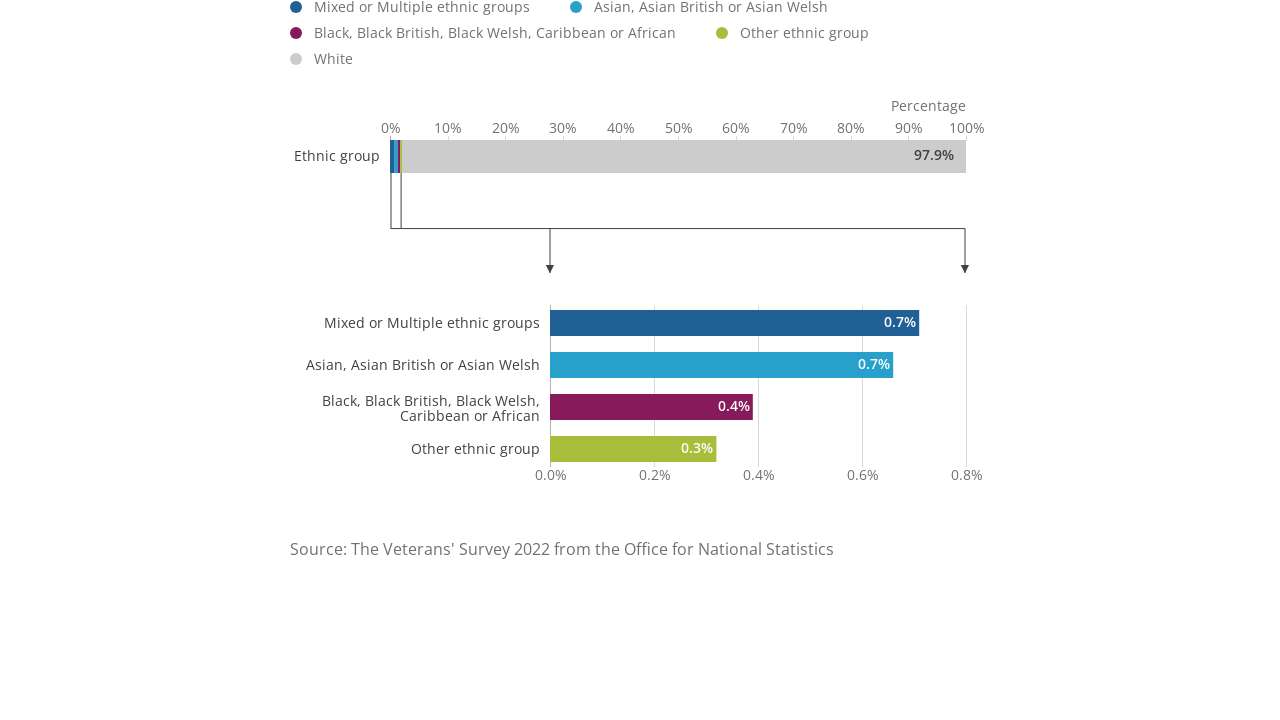 Mixed or Multiple ethnic groups
Asian, Asian British or Asian Welsh
Black, Black British, Black Welsh, Caribbean or African
Other ethnic group
White
Percentage
0% 10% 20% 30% 40% 50% 60% 70% 80% 90% 100%
Ethnic group
97.9%
Mixed or Multiple ethnic groups
0.7%
Asian, Asian British or Asian Welsh
0.7%
Black, Black British, Black Welsh,
Caribbean or African
0.4%
Other ethnic group
0.3%
0.0% 0.2% 0.4% 0.6% 0.8%
Source: The Veterans' Survey 2022 from the Office for National Statistics